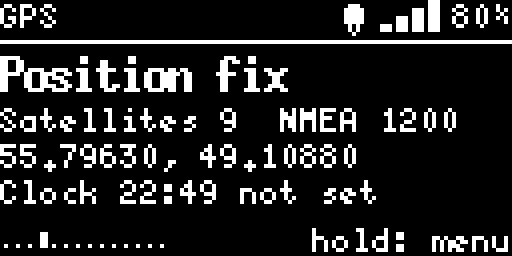 GPS 80%
Position fix
Satellites 9 NMEA 1200
55.79630, 49.10880
Clock 22:49 not set
hold: menu